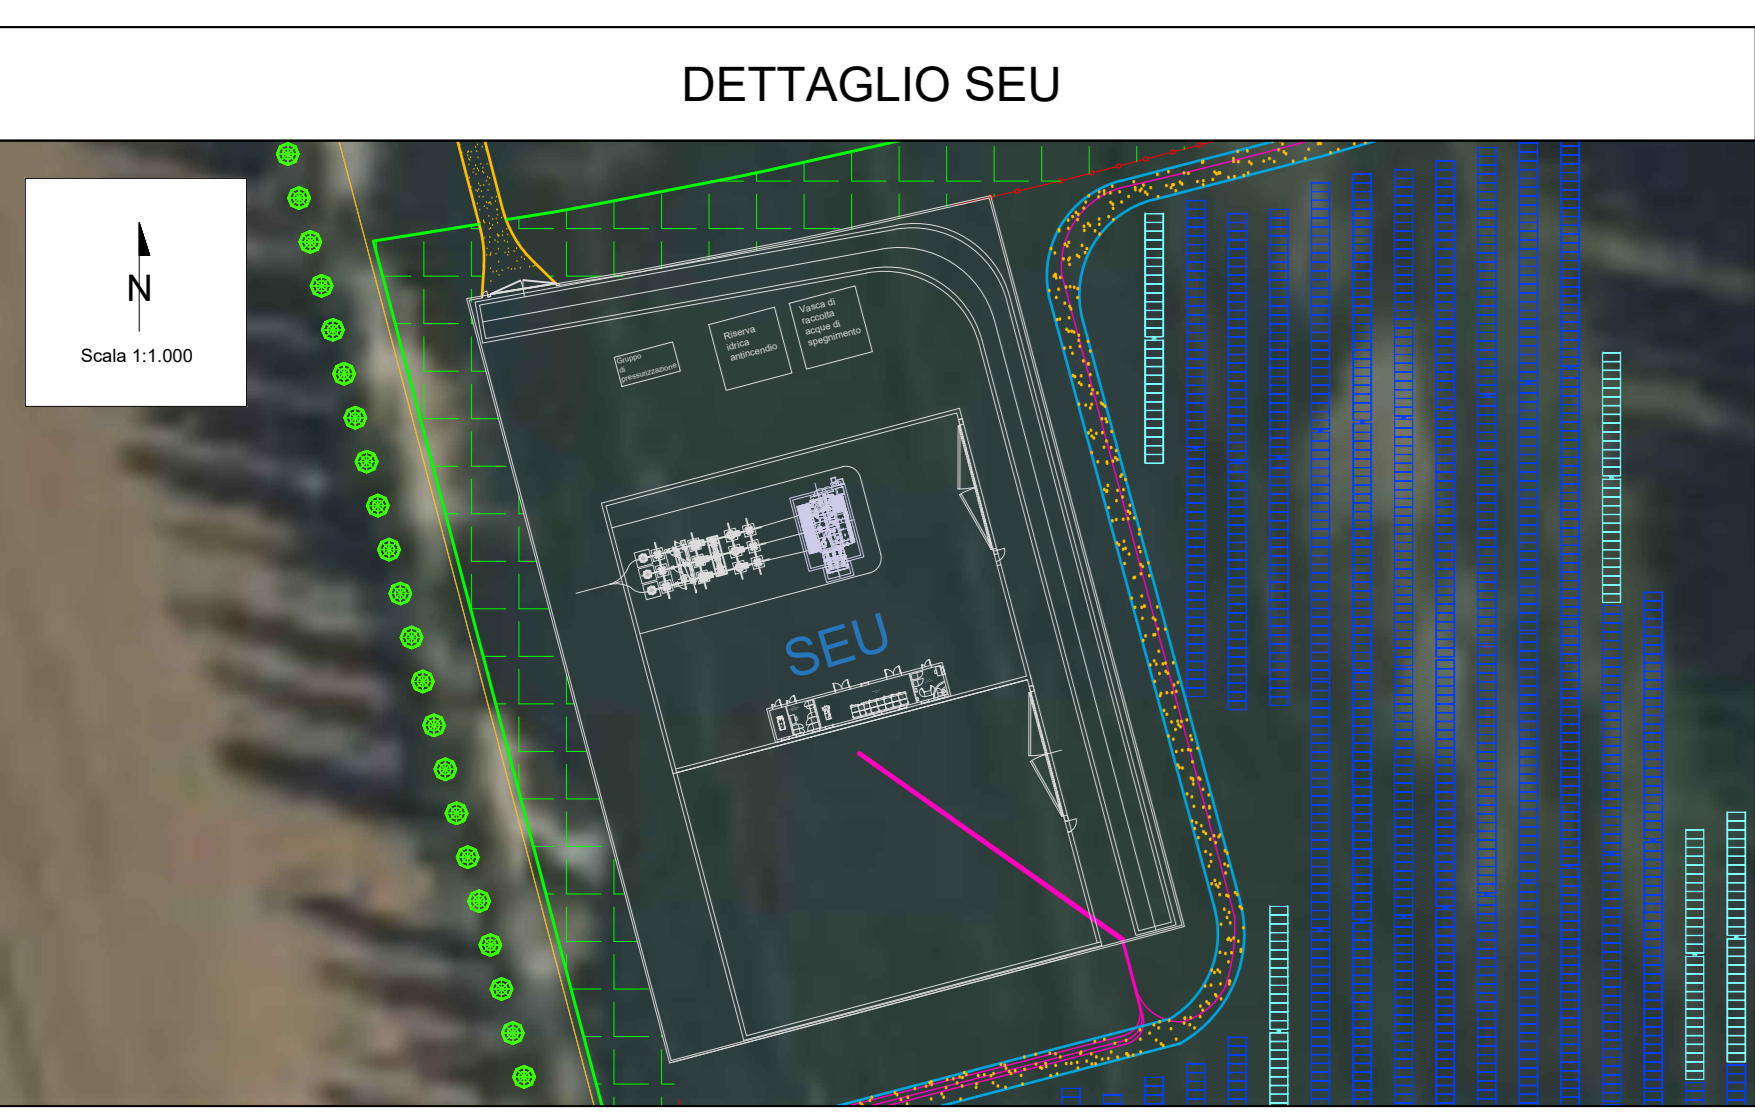 DETTAGLIO SEU
N
Scala 1:1.000
Gruppo
di
pressurizzazione
Riserva
idrica
antincendio
Vasca di
raccolta
acque di
spegnimento
SEU